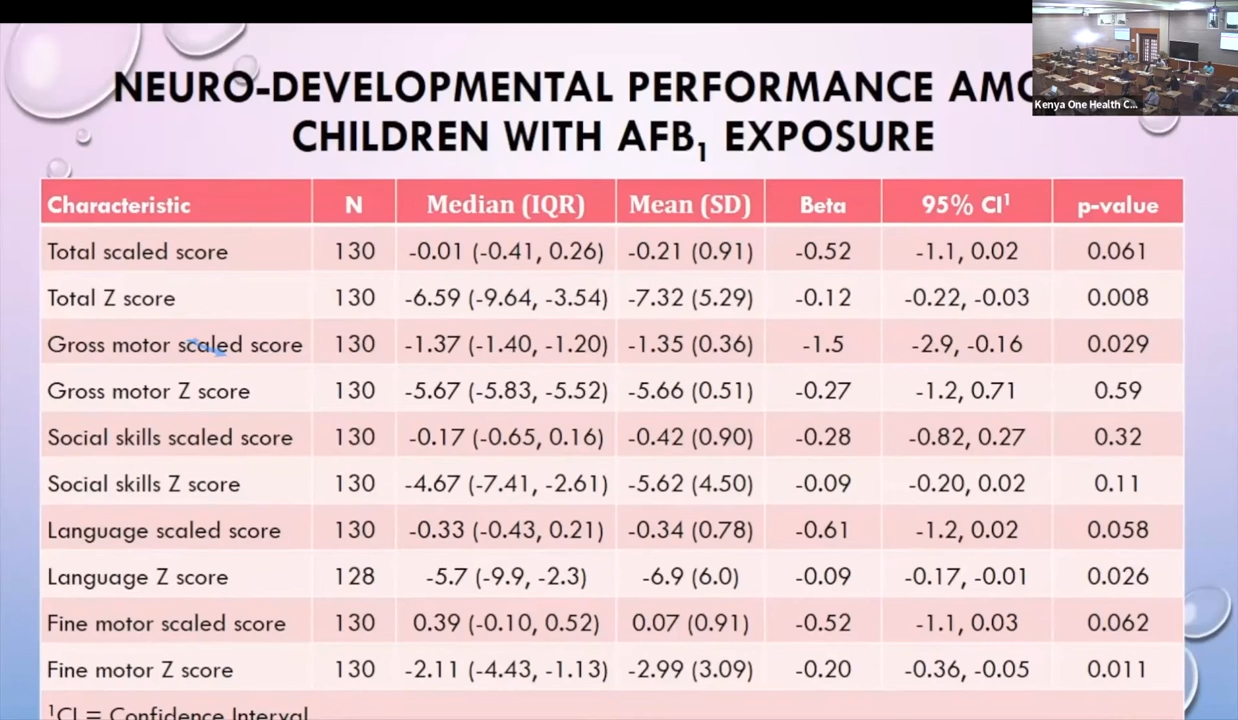 NEURO-DEVELOPMENTAL PERFORMANCE AMO
CHILDREN WITH AFB₁ EXPOSURE
Kenya One Health C...
Characteristic N Median (IQR) Mean (SD) Beta 95% CI¹ p-value
Total scaled score 130 -0.01 (-0.41, 0.26) -0.21 (0.91) -0.52 -1.1, 0.02 0.061
Total Z score 130 -6.59 (-9.64, -3.54) -7.32 (5.29) -0.12 -0.22, -0.03 0.008
Gross motor scaled score 130 -1.37 (-1.40, -1.20) -1.35 (0.36) -1.5 -2.9, -0.16 0.029
Gross motor Z score 130 -5.67 (-5.83, -5.52) -5.66 (0.51) -0.27 -1.2, 0.71 0.59
Social skills scaled score 130 -0.17 (-0.65, 0.16) -0.42 (0.90) -0.28 -0.82, 0.27 0.32
Social skills Z score 130 -4.67 (-7.41, -2.61) -5.62 (4.50) -0.09 -0.20, 0.02 0.11
Language scaled score 130 -0.33 (-0.43, 0.21) -0.34 (0.78) -0.61 -1.2, 0.02 0.058
Language Z score 128 -5.7 (-9.9, -2.3) -6.9 (6.0) -0.09 -0.17, -0.01 0.026
Fine motor scaled score 130 0.39 (-0.10, 0.52) 0.07 (0.91) -0.52 -1.1, 0.03 0.062
Fine motor Z score 130 -2.11 (-4.43, -1.13) -2.99 (3.09) -0.20 -0.36, -0.05 0.011
¹CI = Confidence Interval